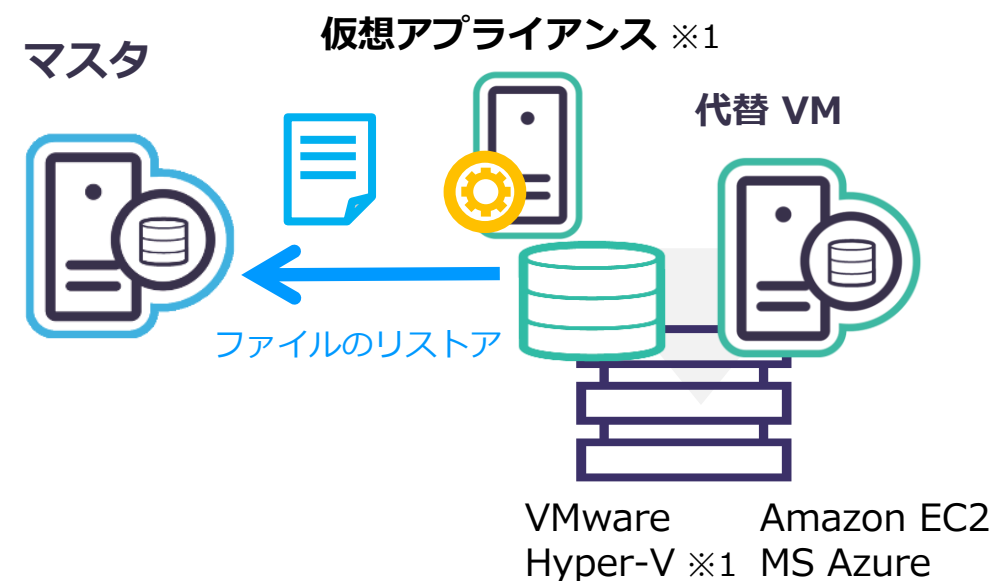 仮想アプライアンス ※1
マスタ
代替 VM
ファイルのリストア
VMware Amazon EC2
Hyper-V ※1 MS Azure